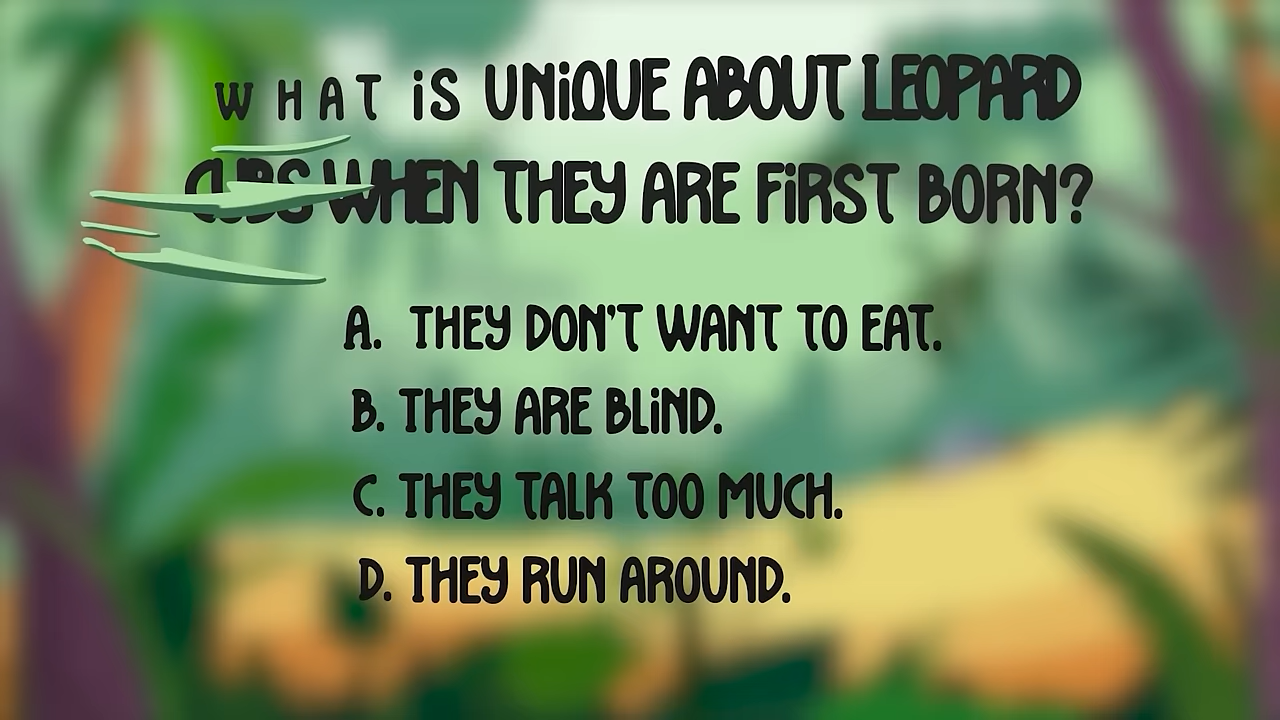 WHAT iS UNiQUE ABOUT LEOPARD
CUBS WHEN THEY ARE FiRST BORN?
A. THEY DON'T WANT TO EAT.
B. THEY ARE BLiND.
C. THEY TALK TOO MUCH.
D. THEY RUN AROUND.